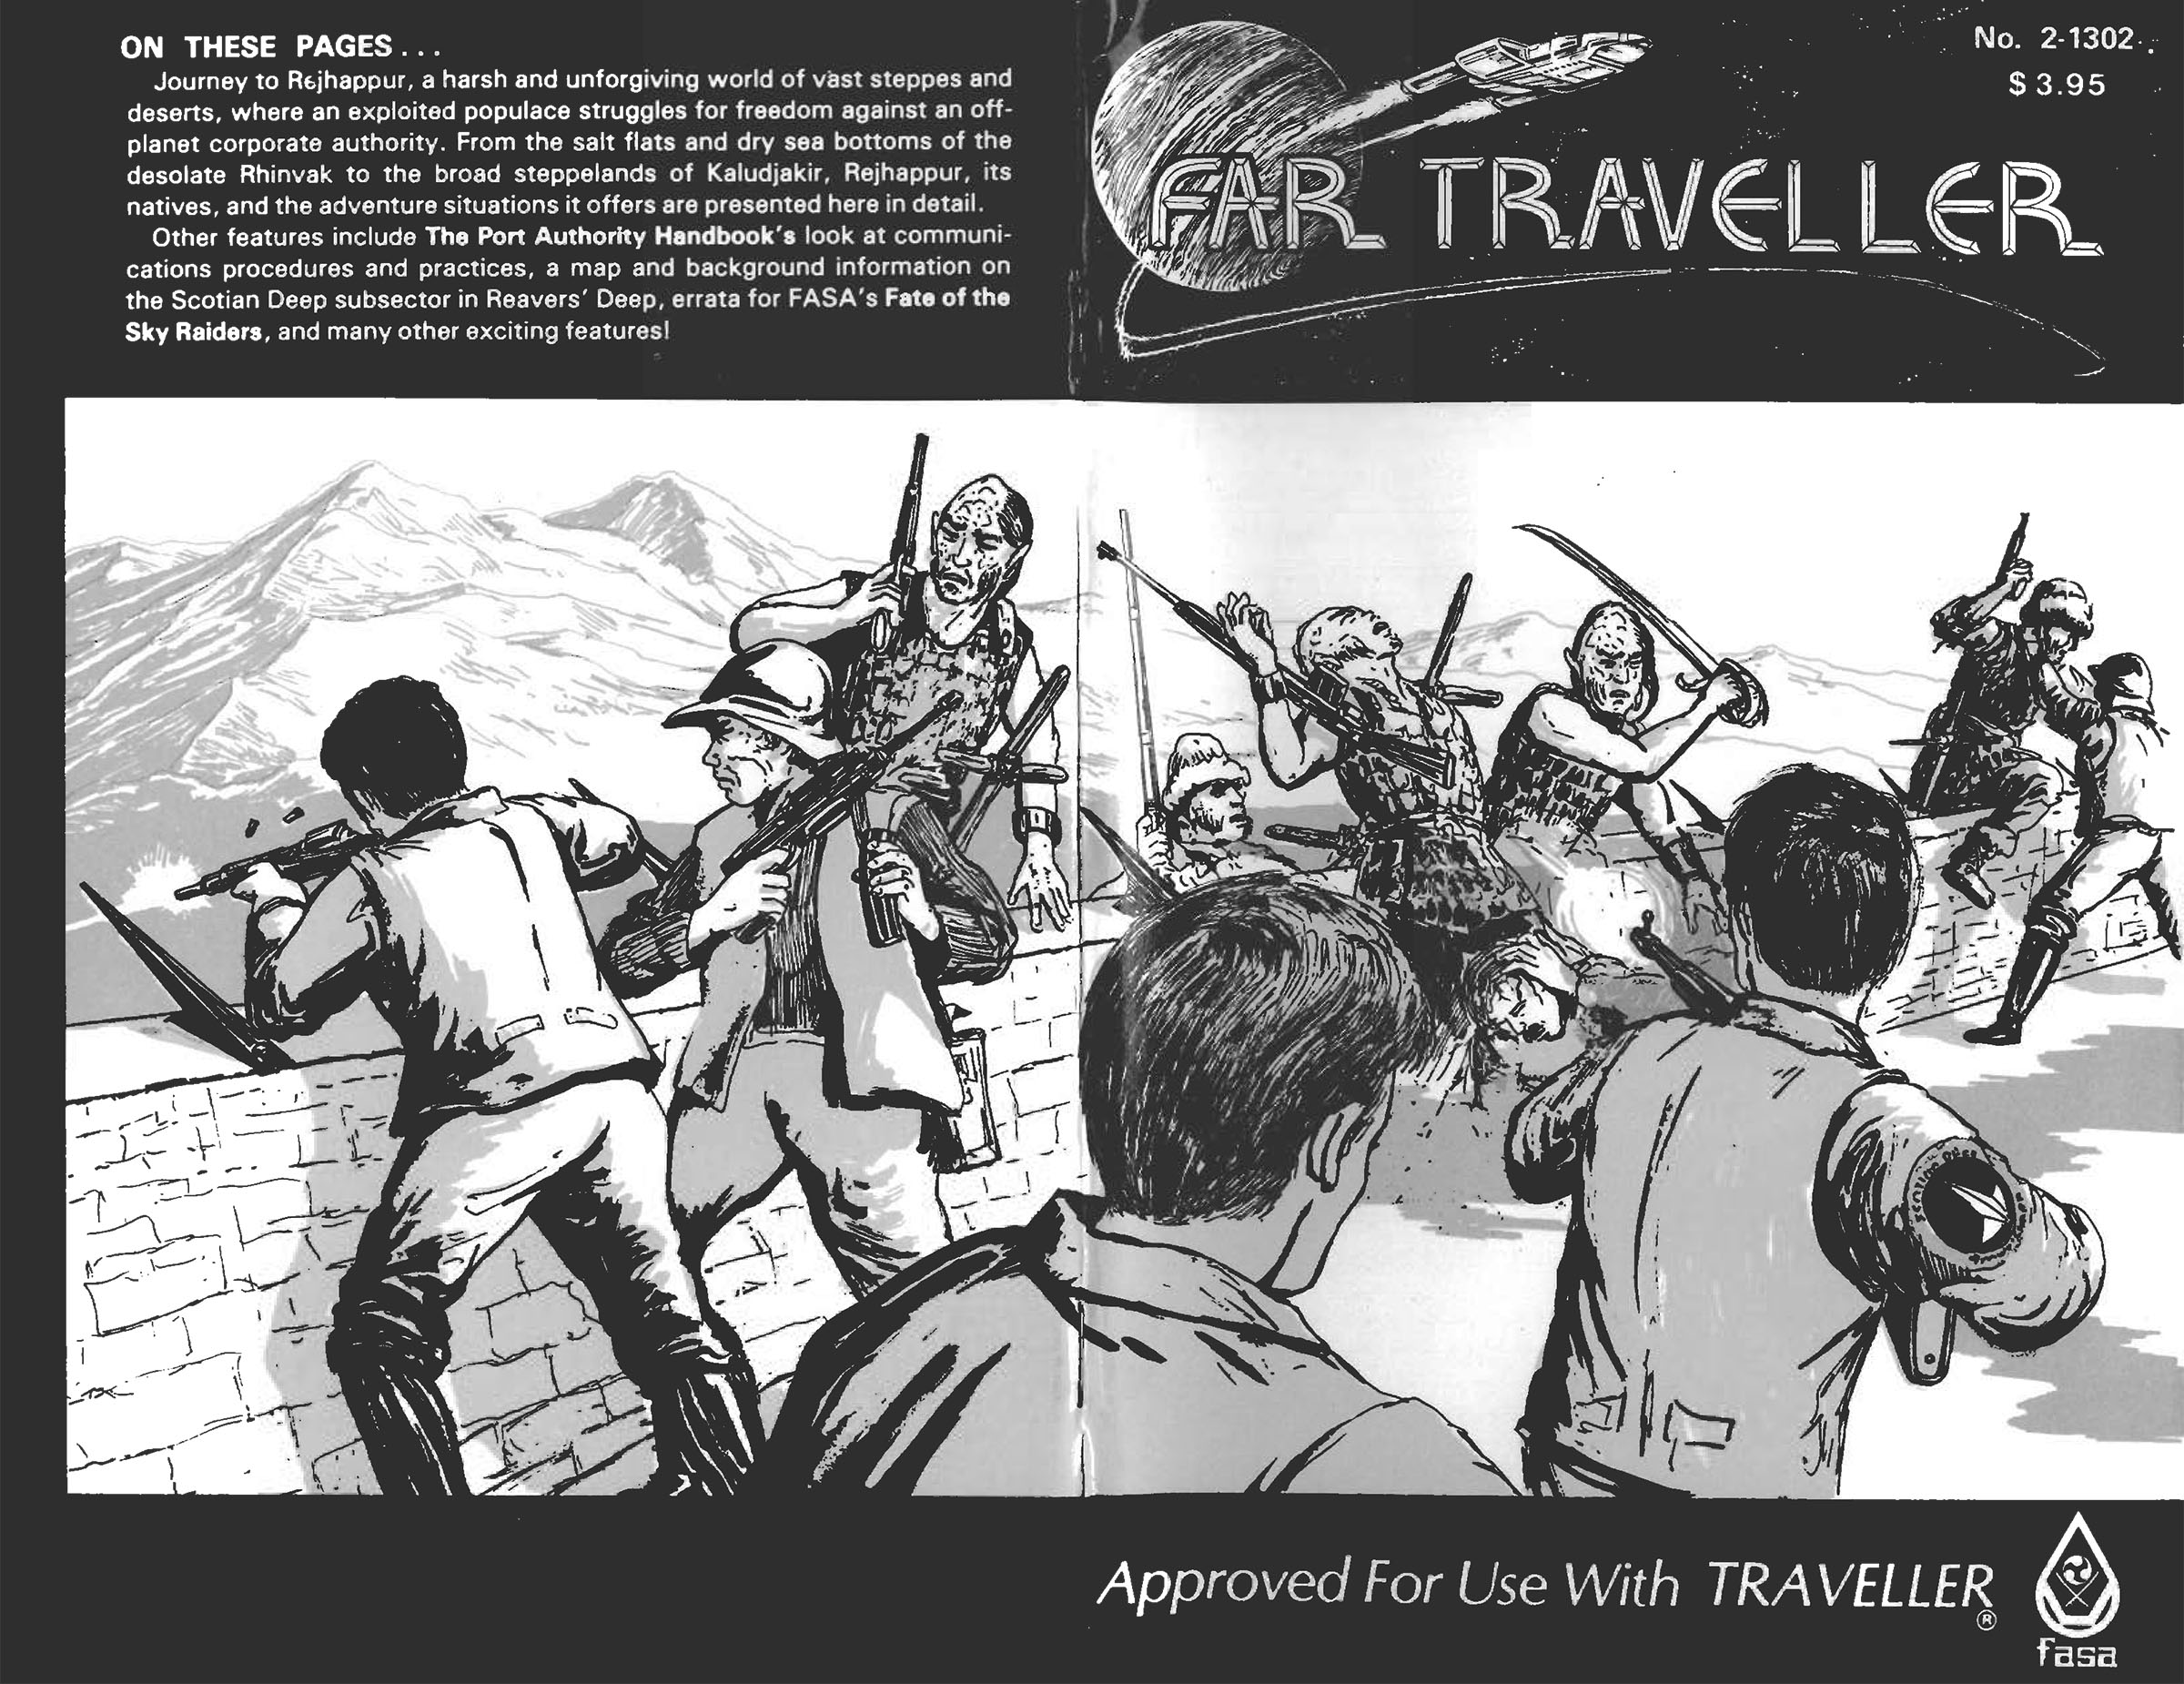 ON THESE PAGES...
Journey to Rejhappur, a harsh and unforgiving world of vast steppes and
deserts, where an exploited populace struggles for freedom against an off-
planet corporate authority. From the salt flats and dry sea bottoms of the
desolate Rhinvak to the broad steppelands of Kaludjakir, Rejhappur, its
natives, and the adventure situations it offers are presented here in detail.
Other features include The Port Authority Handbook's look at communi-
cations procedures and practices, a map and background information on
the Scotian Deep subsector in Reavers' Deep, errata for FASA's Fate of the
Sky Raiders, and many other exciting features!
No. 2-1302
$3.95
FAR TRAVELLER
Approved For Use With TRAVELLER
®
fasa